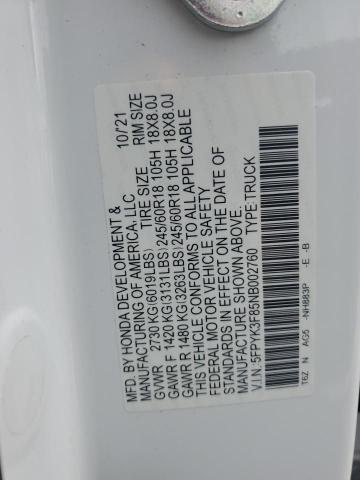 MFD. BY HONDA DEVELOPMENT & 10/21
MANUFACTURING OF AMERICA, LLC
TIRE SIZE RIM SIZE
GVWR 2730 KG(6019LBS)
GAWR F 1420 KG(3131LBS)245/60R18 105H 18X8.0J
GAWR R 1480 KG(3263LBS)245/60R18 105H 18X8.0J
THIS VEHICLE CONFORMS TO ALL APPLICABLE
FEDERAL MOTOR VEHICLE SAFETY
STANDARDS IN EFFECT ON THE DATE OF
MANUFACTURE SHOWN ABOVE.
V.I.N:5FPYK3F85NB002760 TYPE:TRUCK
T6Z N AG5 -NH883P -E -B